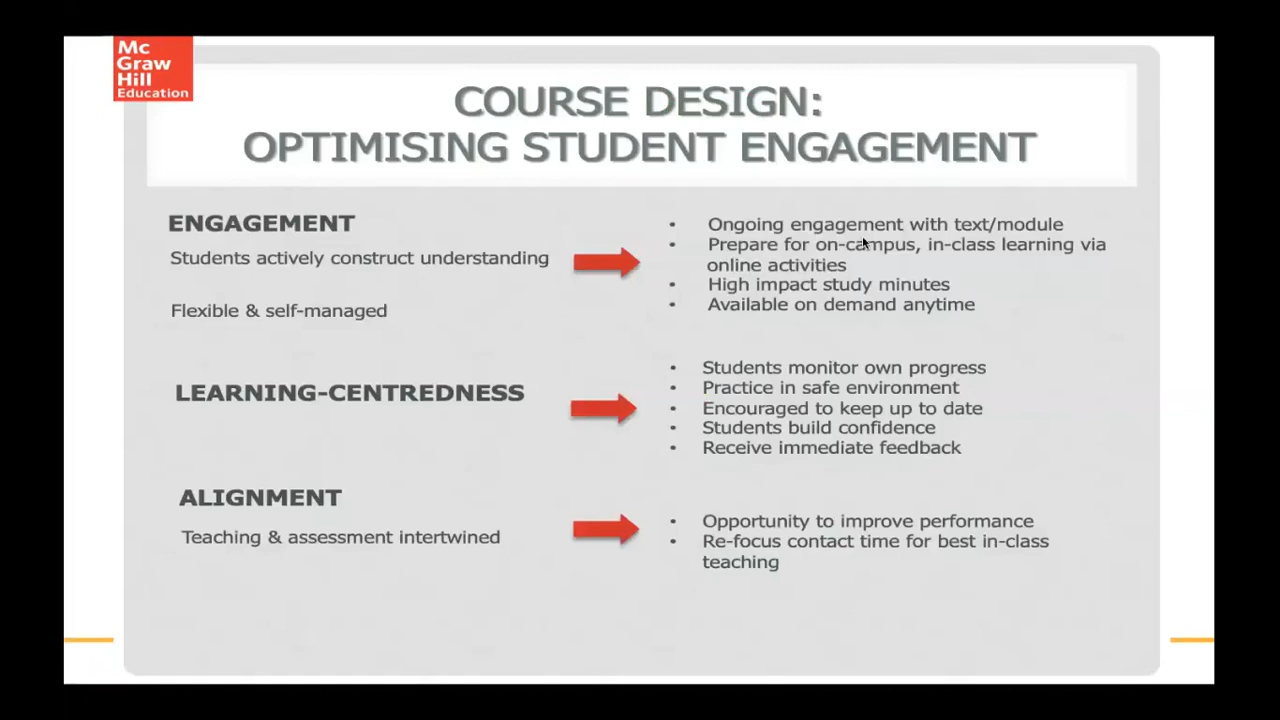 Mc
Graw
Hill
Education
COURSE DESIGN:
OPTIMISING STUDENT ENGAGEMENT
ENGAGEMENT
Students actively construct understanding
Flexible & self-managed
• Ongoing engagement with text/module
• Prepare for on-campus, in-class learning via
online activities
• High impact study minutes
• Available on demand anytime
LEARNING-CENTREDNESS
• Students monitor own progress
• Practice in safe environment
• Encouraged to keep up to date
• Students build confidence
• Receive immediate feedback
ALIGNMENT
Teaching & assessment intertwined
• Opportunity to improve performance
• Re-focus contact time for best in-class
teaching